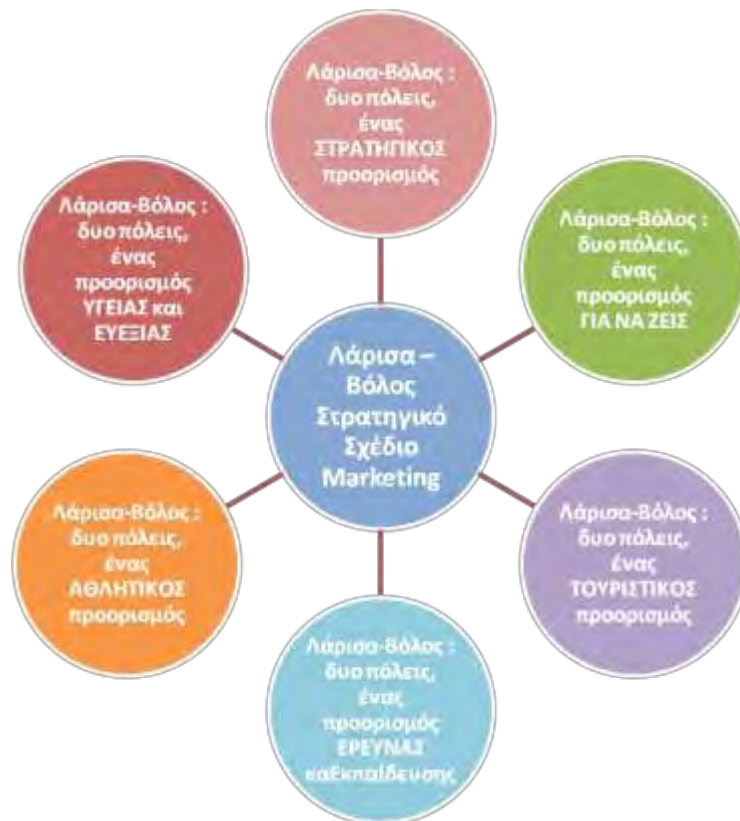 Λάρισα-Βόλος :
δυο πόλεις,
ένας
ΣΤΡΑΤΗΓΙΚΟΣ
προορισμός
Λάρισα-Βόλος :
δυο πόλεις,
ένας
προορισμός
ΥΓΕΙΑΣ και
ΕΥΕΞΙΑΣ
Λάρισα-Βόλος :
δυο πόλεις,
ένας
προορισμός
ΓΙΑ ΝΑ ΖΕΙΣ
Λάρισα –
Βόλος
Στρατηγικό
Σχέδιο
Marketing
Λάρισα-Βόλος :
δυο πόλεις,
ένας
ΑΘΛΗΤΙΚΟΣ
προορισμός
Λάρισα-Βόλος :
δυο πόλεις,
ένας
ΤΟΥΡΙΣΤΙΚΟΣ
προορισμός
Λάρισα-Βόλος :
δυο πόλεις,
ένας
προορισμός
ΕΡΕΥΝΑΣ
καΕκπαίδευσης